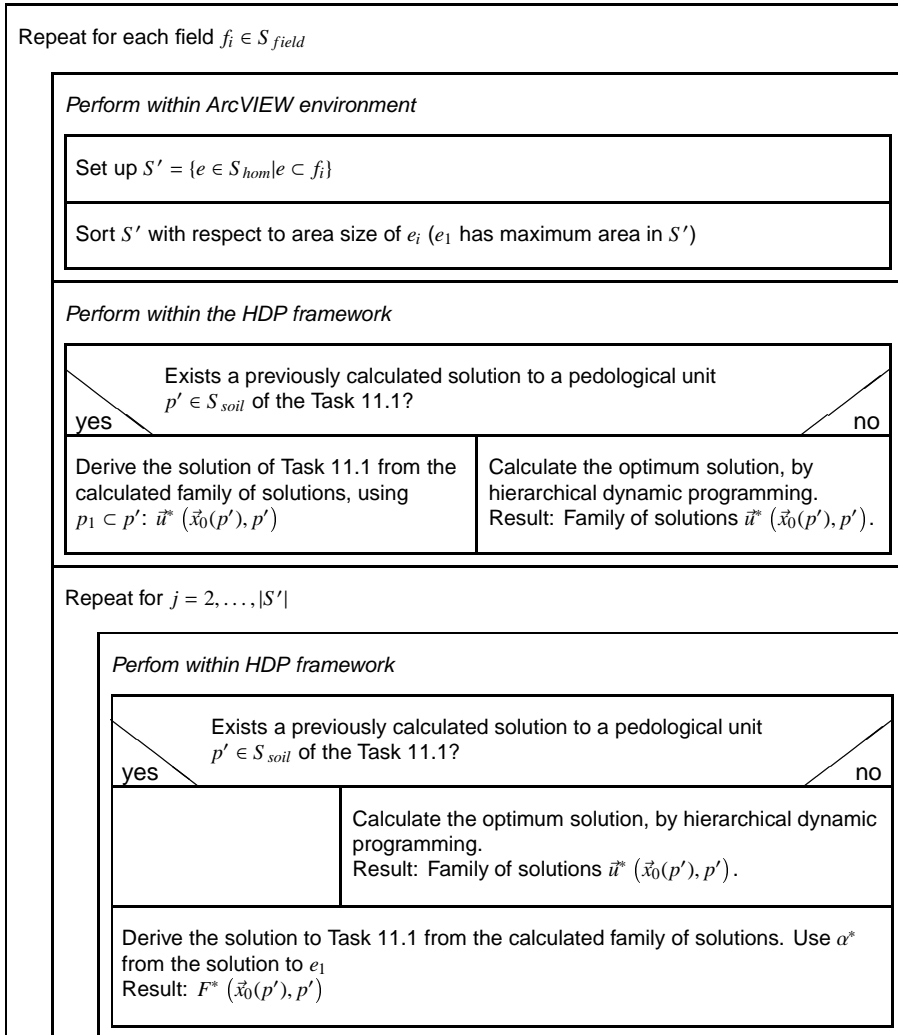 Repeat for each field f_i ∈ S_field
Perform within ArcVIEW environment
Set up S′ = {e ∈ S_hom|e ⊂ f_i}
Sort S′ with respect to area size of e_i (e_1 has maximum area in S′)
Perform within the HDP framework
Exists a previously calculated solution to a pedological unit
p′ ∈ S_soil of the Task 11.1?
yes
no
Derive the solution of Task 11.1 from the
calculated family of solutions, using
p_1 ⊂ p′: u⃗* (x⃗_0(p′), p′)
Calculate the optimum solution, by
hierarchical dynamic programming.
Result: Family of solutions u⃗* (x⃗_0(p′), p′).
Repeat for j = 2, . . . , |S′|
Perfom within HDP framework
Exists a previously calculated solution to a pedological unit
p′ ∈ S_soil of the Task 11.1?
yes
no
Calculate the optimum solution, by hierarchical dynamic
programming.
Result: Family of solutions u⃗* (x⃗_0(p′), p′).
Derive the solution to Task 11.1 from the calculated family of solutions. Use α*
from the solution to e_1
Result: F* (x⃗_0(p′), p′)